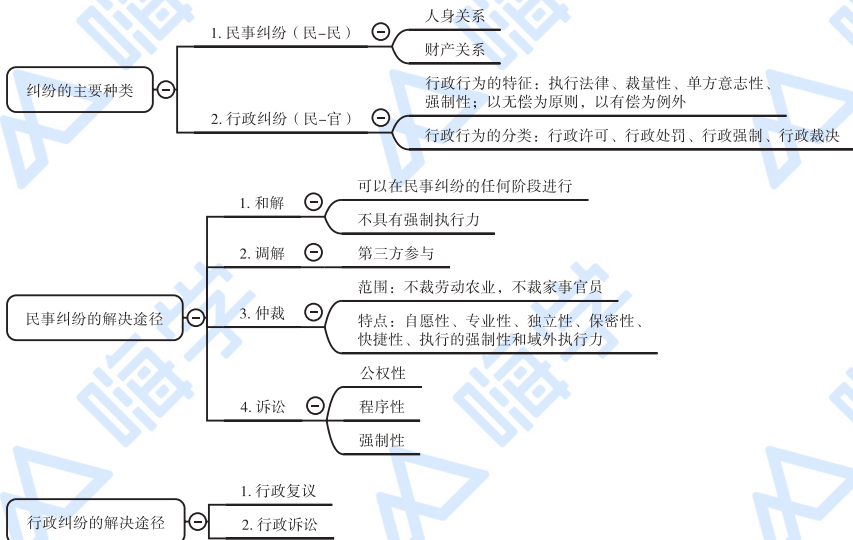 纠纷的主要种类
1. 民事纠纷（民–民）
人身关系
财产关系
2. 行政纠纷（民–官）
行政行为的特征：执行法律、裁量性、单方意志性、
强制性；以无偿为原则，以有偿为例外
行政行为的分类：行政许可、行政处罚、行政强制、行政裁决
民事纠纷的解决途径
1. 和解
可以在民事纠纷的任何阶段进行
不具有强制执行力
2. 调解
第三方参与
3. 仲裁
范围：不裁劳动农业，不裁家事官员
特点：自愿性、专业性、独立性、保密性、
快捷性、执行的强制性和域外执行力
4. 诉讼
公权性
程序性
强制性
行政纠纷的解决途径
1. 行政复议
2. 行政诉讼
嗨学
嗨学